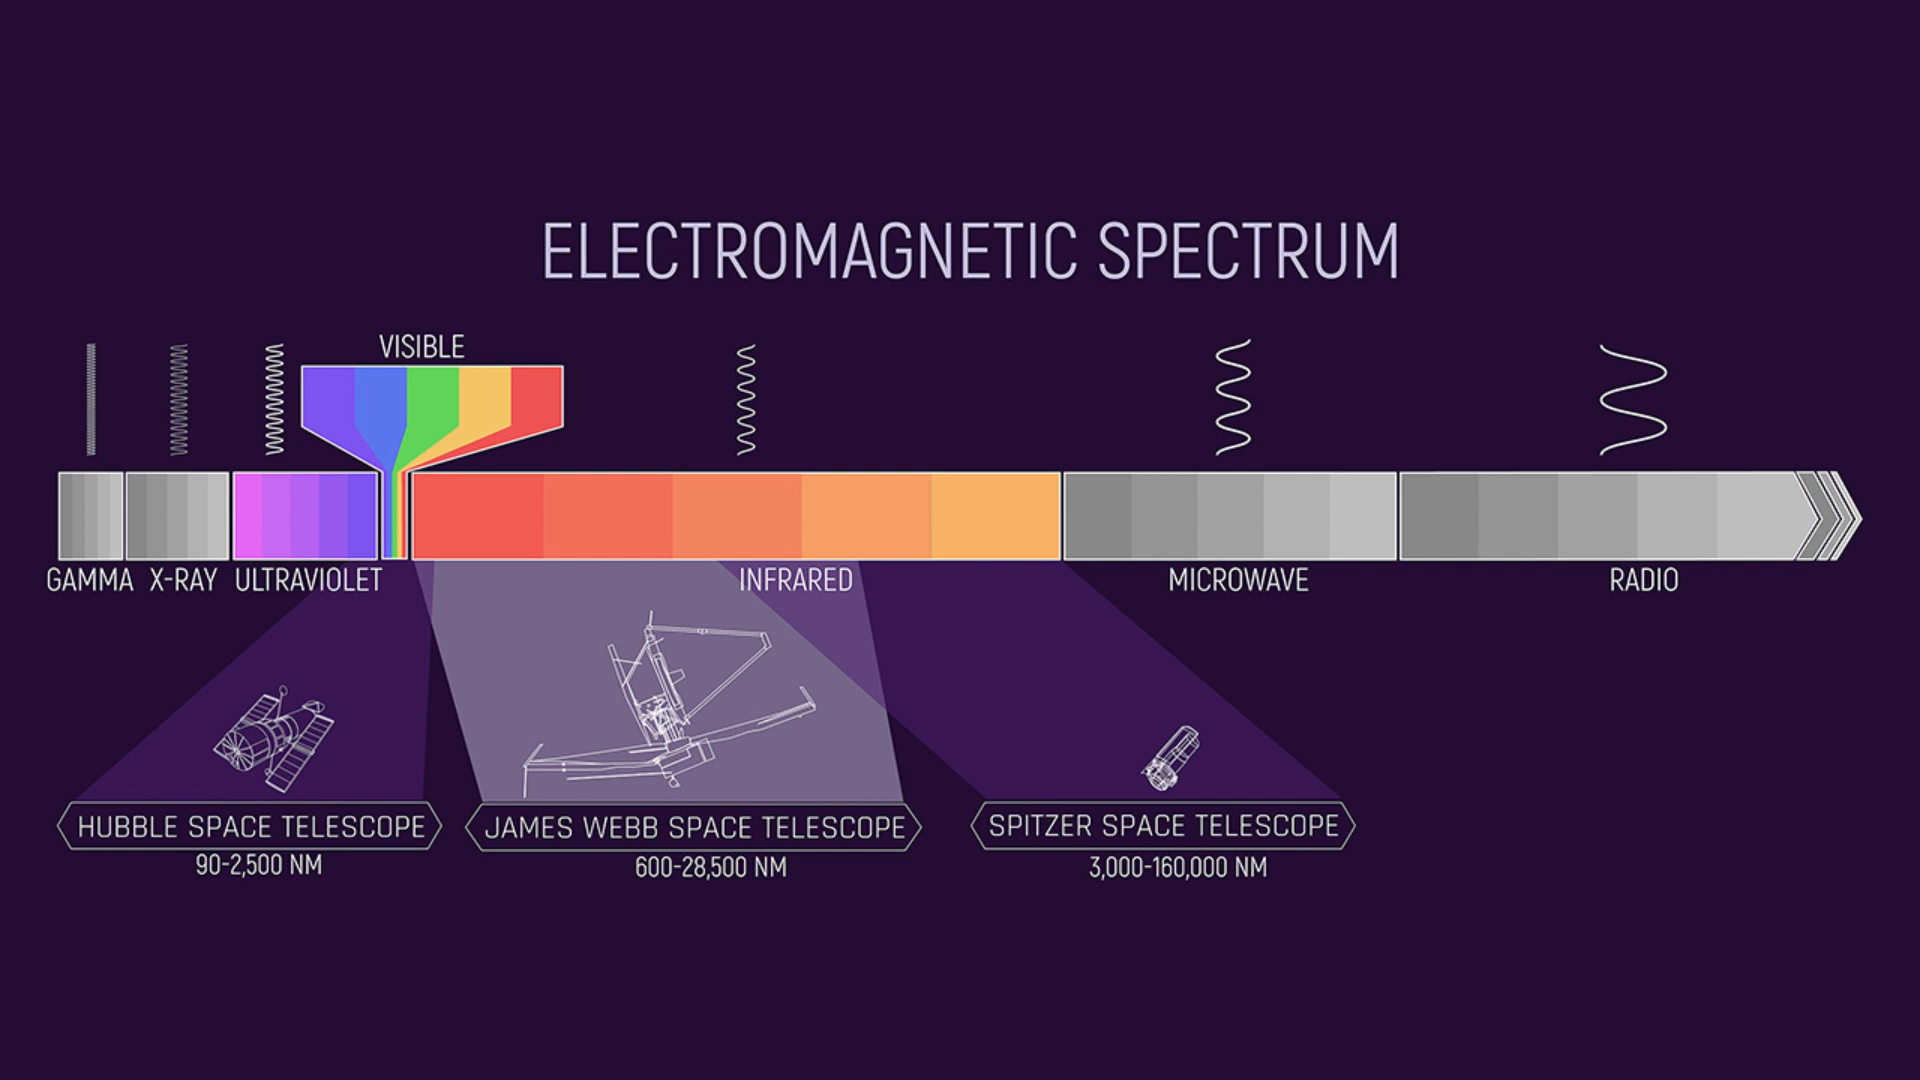 ELECTROMAGNETIC SPECTRUM
VISIBLE
GAMMA X-RAY ULTRAVIOLET INFRARED MICROWAVE RADIO
HUBBLE SPACE TELESCOPE
90-2,500 NM
JAMES WEBB SPACE TELESCOPE
600-28,500 NM
SPITZER SPACE TELESCOPE
3,000-160,000 NM